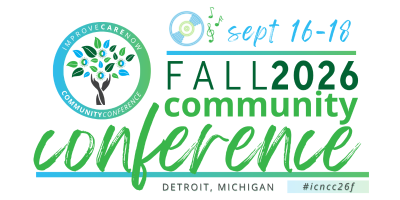 IMPROVECARENOW
COMMUNITYCONFERENCE
sept 16-18
FALL2026
community
conference
DETROIT, MICHIGAN
#icncc26f